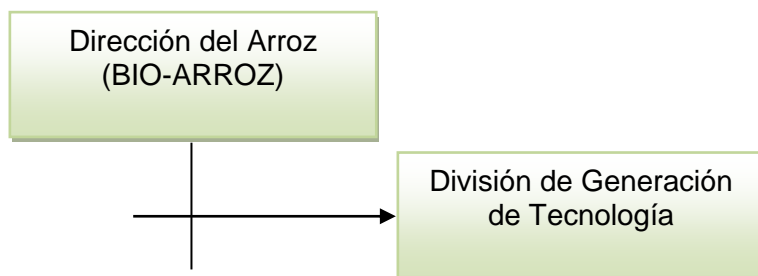 Dirección del Arroz
(BIO-ARROZ)
División de Generación
de Tecnología